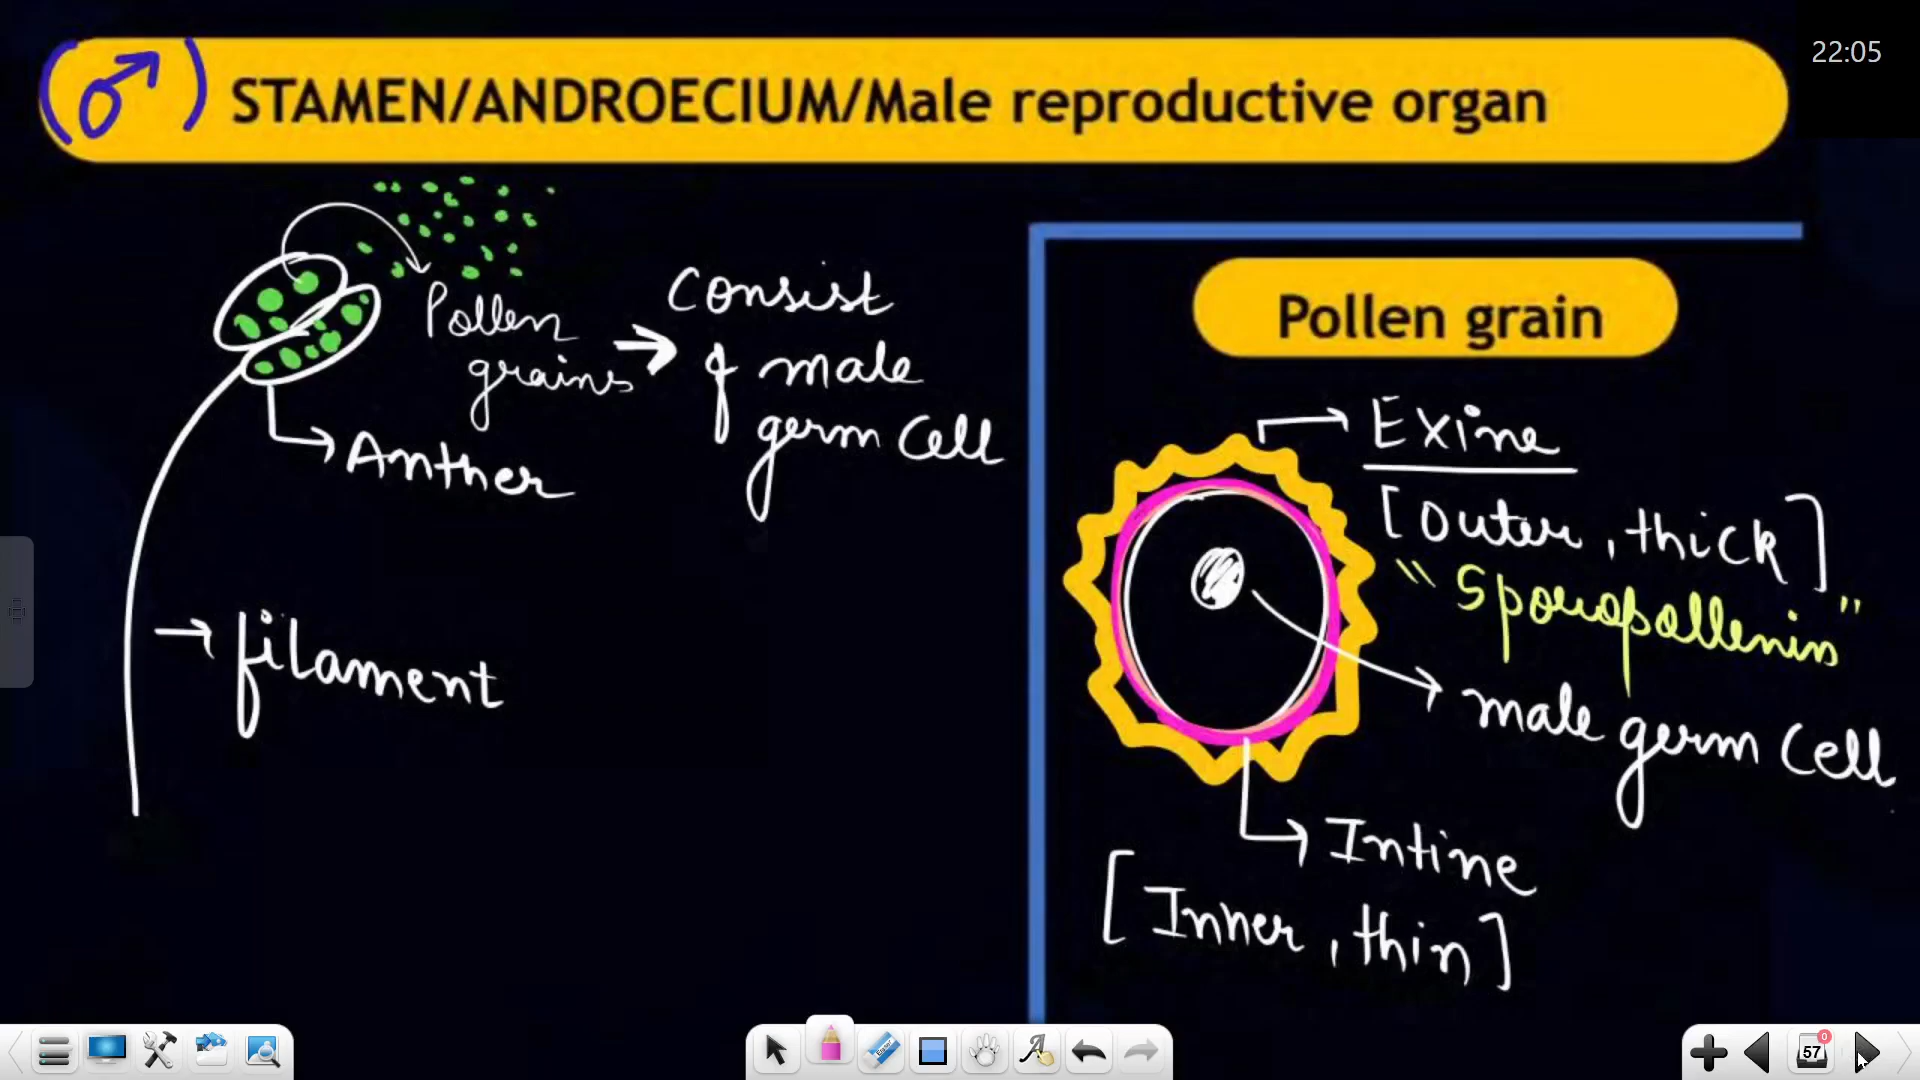 22:05
(♂) STAMEN/ANDROECIUM/Male reproductive organ
Pollen
grains → Consist
of male
germ cell
Anther
filament
Pollen grain
Exine
[Outer, thick]
"Sporopollenin"
male germ cell
Intine
[Inner, thin]
57
0